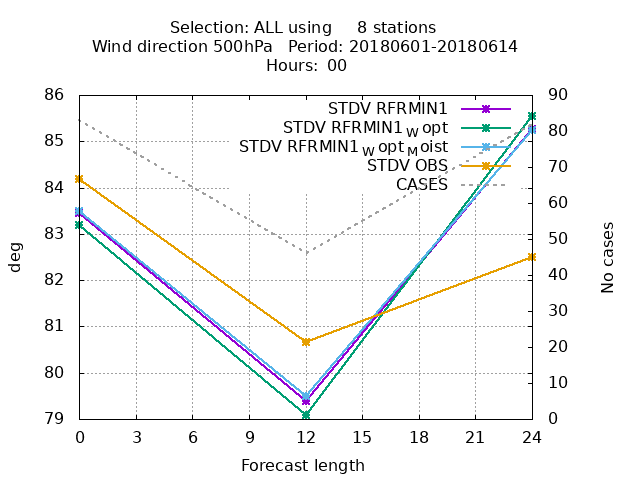 Selection: ALL using     8 stations
Wind direction 500hPa   Period: 20180601-20180614
Hours: 00
86 90
STDV RFRMIN1
STDV RFRMIN1_W opt
STDV RFRMIN1_W opt_M oist
STDV OBS
CASES
85 80
84 70
83 60
82 50
81 40
80 30
79 20
10
0
deg
No cases
0 3 6 9 12 15 18 21 24
Forecast length